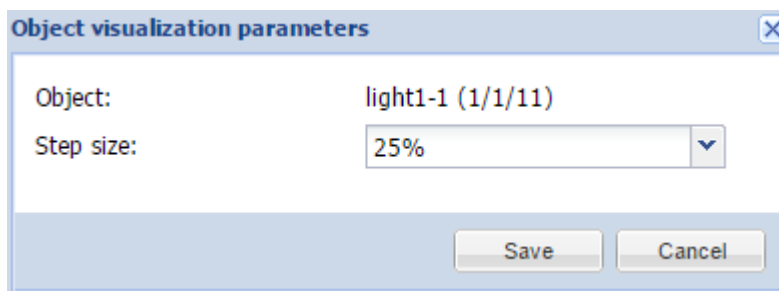 Object visualization parameters
Object: light1-1 (1/1/11)
Step size: 25%
Save Cancel